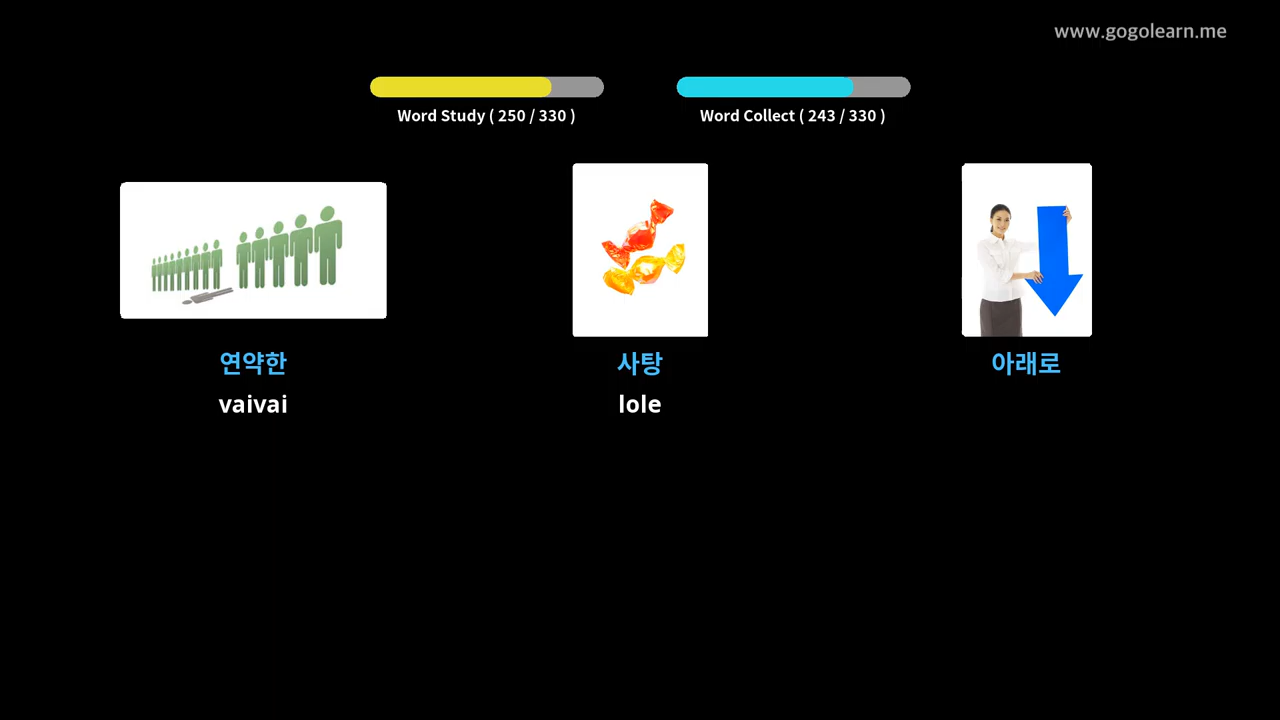 www.gogolearn.me
Word Study ( 250 / 330 )
Word Collect ( 243 / 330 )
연약한
사탕
아래로
vaivai
lole